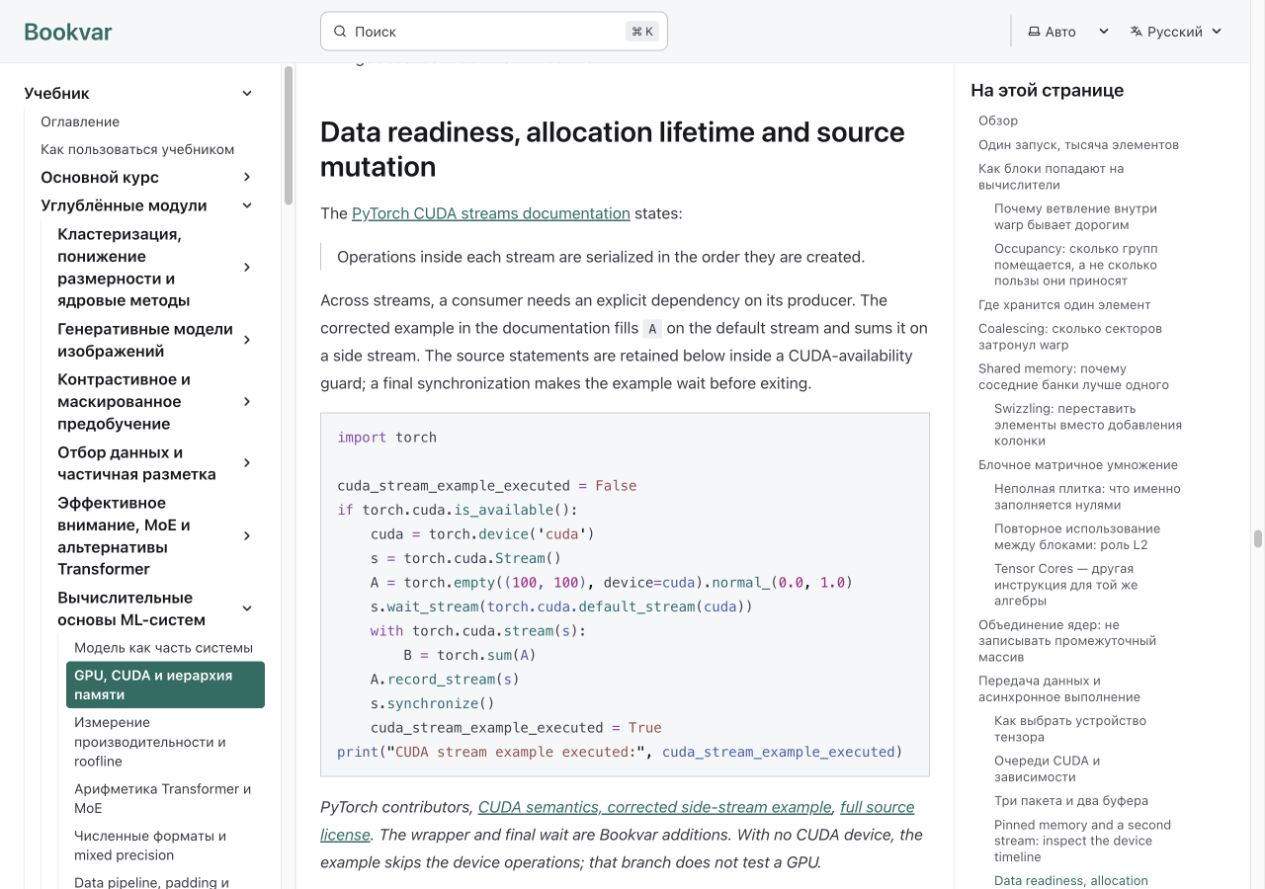 Bookvar
Поиск
⌘ K
Авто
Русский
Учебник
Оглавление
Как пользоваться учебником
Основной курс
Углублённые модули
Кластеризация,
понижение
размерности и
ядровые методы
Генеративные модели
изображений
Контрастивное и
маскированное
предобучение
Отбор данных и
частичная разметка
Эффективное
внимание, MoE и
альтернативы
Transformer
Вычислительные
основы ML-систем
Модель как часть системы
GPU, CUDA и иерархия
памяти
Измерение
производительности и
roofline
Арифметика Transformer и
MoE
Численные форматы и
mixed precision
Data pipeline, padding и
Data readiness, allocation lifetime and source
mutation
The PyTorch CUDA streams documentation states:
Operations inside each stream are serialized in the order they are created.
Across streams, a consumer needs an explicit dependency on its producer. The
corrected example in the documentation fills A on the default stream and sums it on
a side stream. The source statements are retained below inside a CUDA-availability
guard; a final synchronization makes the example wait before exiting.
import torch
cuda_stream_example_executed = False
if torch.cuda.is_available():
    cuda = torch.device('cuda')
    s = torch.cuda.Stream()
    A = torch.empty((100, 100), device=cuda).normal_(0.0, 1.0)
    s.wait_stream(torch.cuda.default_stream(cuda))
    with torch.cuda.stream(s):
        B = torch.sum(A)
    A.record_stream(s)
    s.synchronize()
    cuda_stream_example_executed = True
print("CUDA stream example executed:", cuda_stream_example_executed)
PyTorch contributors, CUDA semantics, corrected side-stream example, full source
license. The wrapper and final wait are Bookvar additions. With no CUDA device, the
example skips the device operations; that branch does not test a GPU.
На этой странице
Обзор
Один запуск, тысяча элементов
Как блоки попадают на
вычислители
Почему ветвление внутри
warp бывает дорогим
Occupancy: сколько групп
помещается, а не сколько
пользы они приносят
Где хранится один элемент
Coalescing: сколько секторов
затронул warp
Shared memory: почему
соседние банки лучше одного
Swizzling: переставить
элементы вместо добавления
колонки
Блочное матричное умножение
Неполная плитка: что именно
заполняется нулями
Повторное использование
между блоками: роль L2
Tensor Cores — другая
инструкция для той же
алгебры
Объединение ядер: не
записывать промежуточный
массив
Передача данных и
асинхронное выполнение
Как выбрать устройство
тензора
Очереди CUDA и
зависимости
Три пакета и два буфера
Pinned memory and a second
stream: inspect the device
timeline
Data readiness, allocation